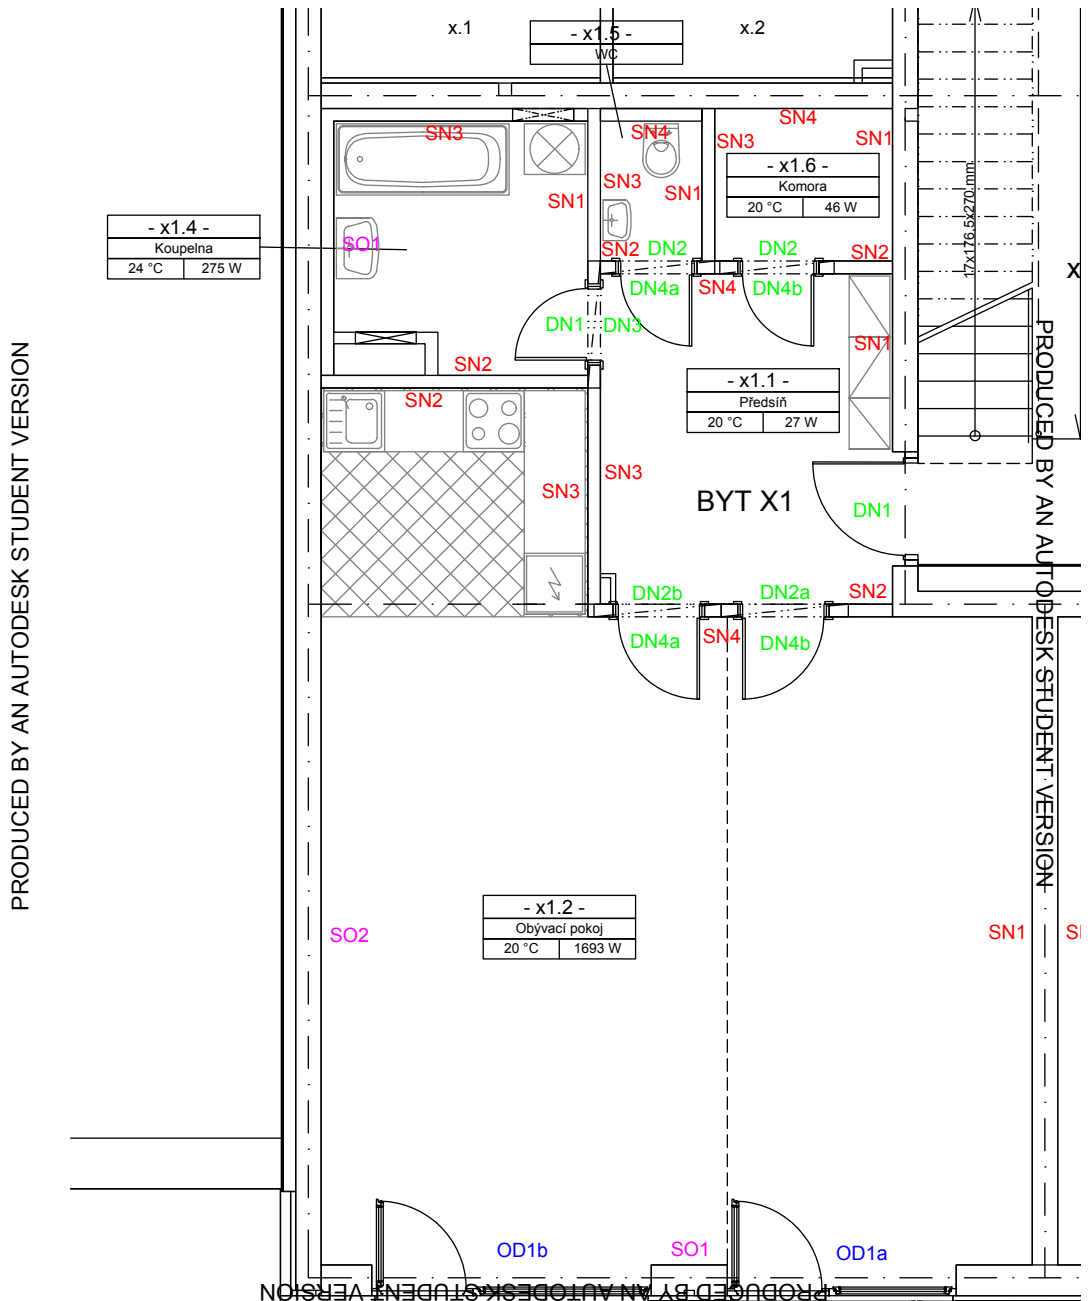 x.1
- x1.5 -
WC
x.2
SN3
SN4
SN4
SN3
SN1
- x1.6 -
Komora
20 °C 46 W
SN3
SN1
SN1
- x1.4 -
Koupelna
24 °C 275 W
SO1
SN2
DN2
DN2
SN2
DN4a
SN4
DN4b
17x176.5x270 mm
x
DN1
DN3
SN1
SN2
SN2
- x1.1 -
Předsíň
20 °C 27 W
SN3
SN3
BYT X1
DN1
DN2b
DN2a
SN2
DN4a
SN4
DN4b
- x1.2 -
Obývací pokoj
20 °C 1693 W
SO2
SN1
OD1b
SO1
OD1a
PRODUCED BY AN AUTODESK STUDENT VERSION
PRODUCED BY AN AUTODESK STUDENT VERSION
PRODUCED BY AN AUTODESK STUDENT VERSION